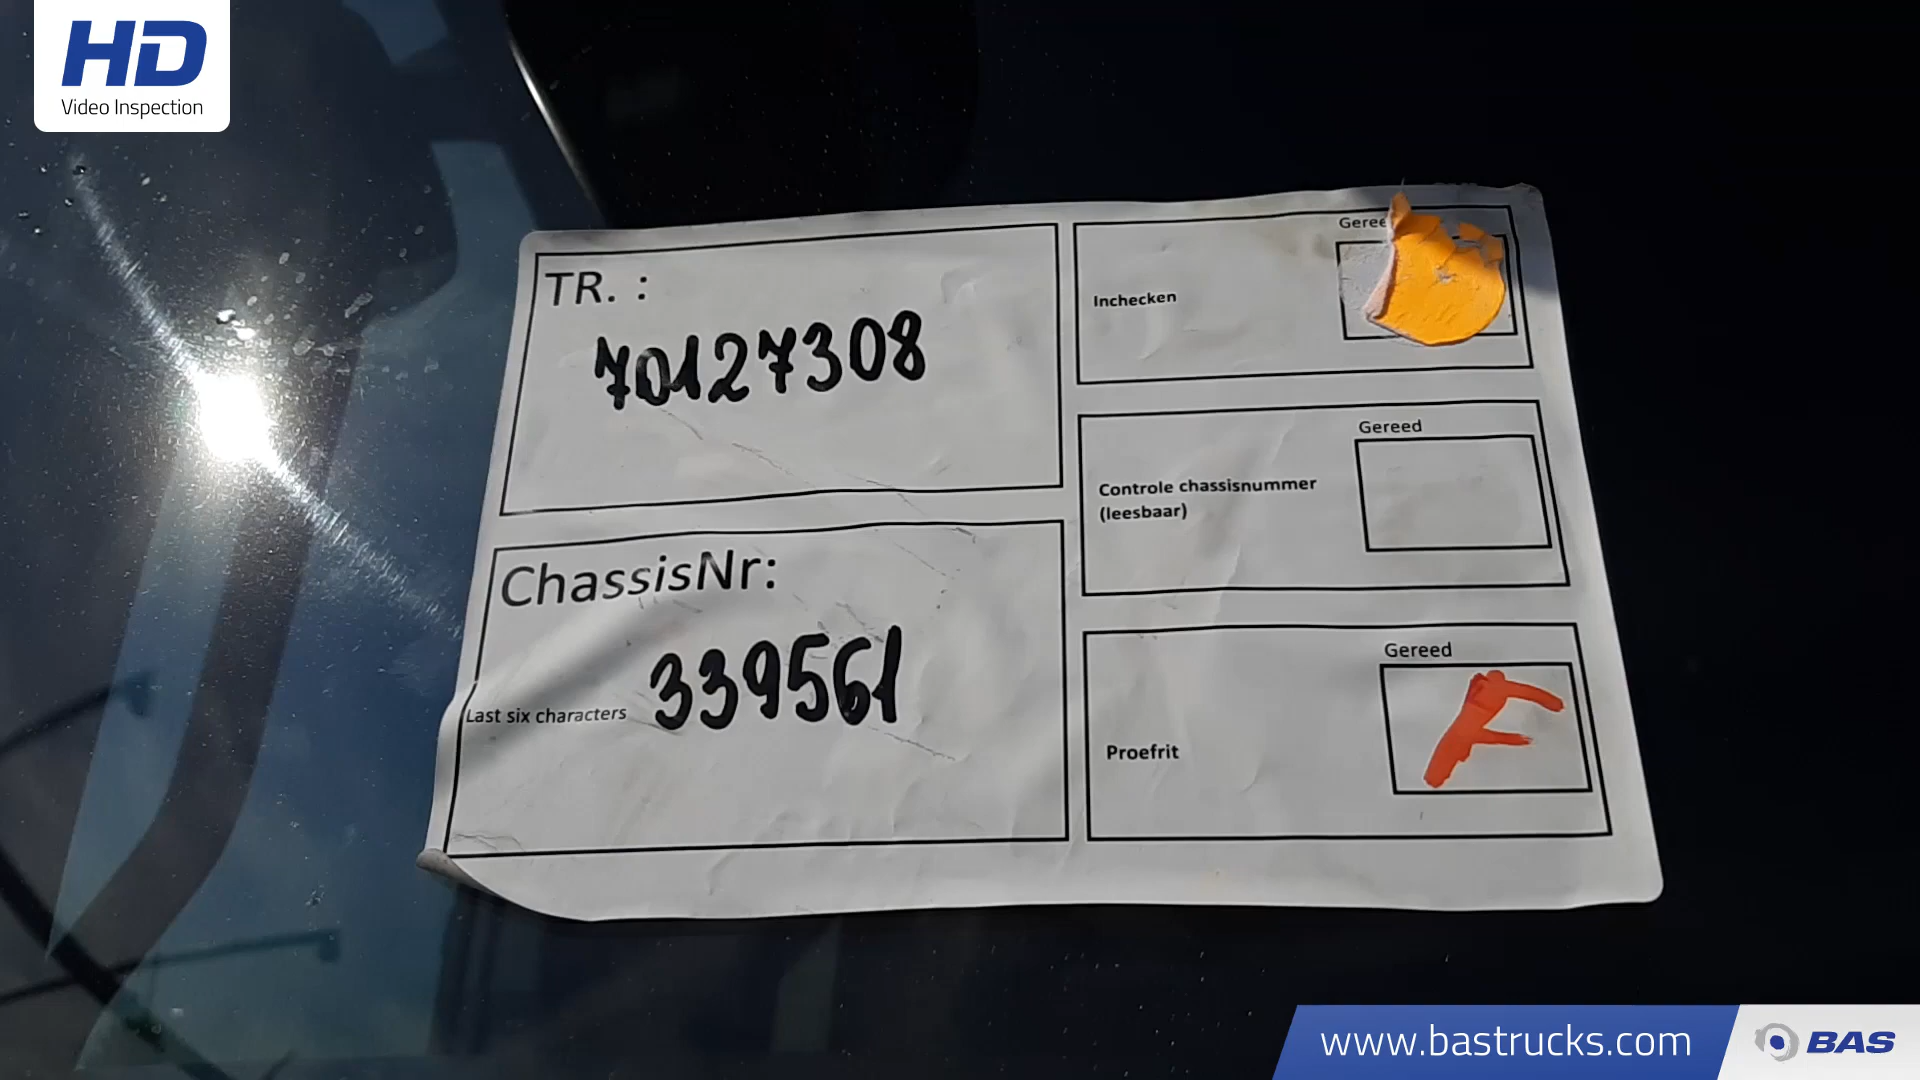 HD
Video Inspection
TR. :
70127308
ChassisNr:
Last six characters 339561
Inchecken
Controle chassisnummer
(leesbaar)
Gereed
Proefrit
Gereed
F
www.bastrucks.com
BAS